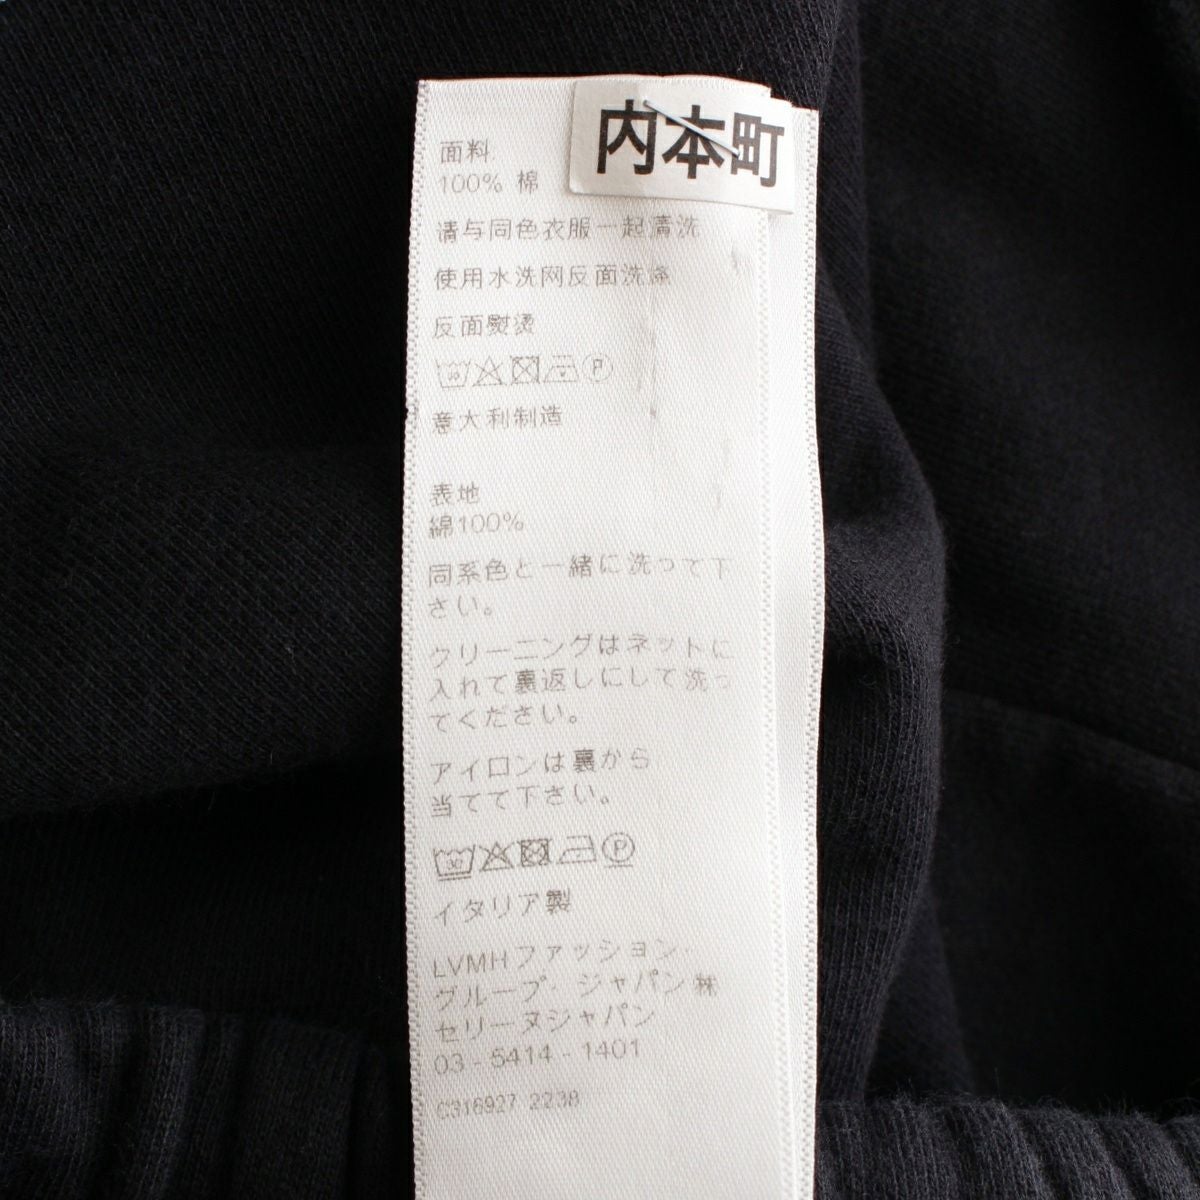 内本町
面料
100% 棉
请与同色衣服一起清洗
使用水洗网反面洗涤
反面熨烫
30 P
意大利制造
表地
綿100%
同系色と一緒に洗って下
さい。
クリーニングはネットに
入れて裏返しにして洗っ
てください。
アイロンは裏から
当てて下さい。
30 P
イタリア製
LVMHファッション・
グループ・ジャパン ㈱
セリーヌジャパン
03 - 5414 - 1401
C316927 2238